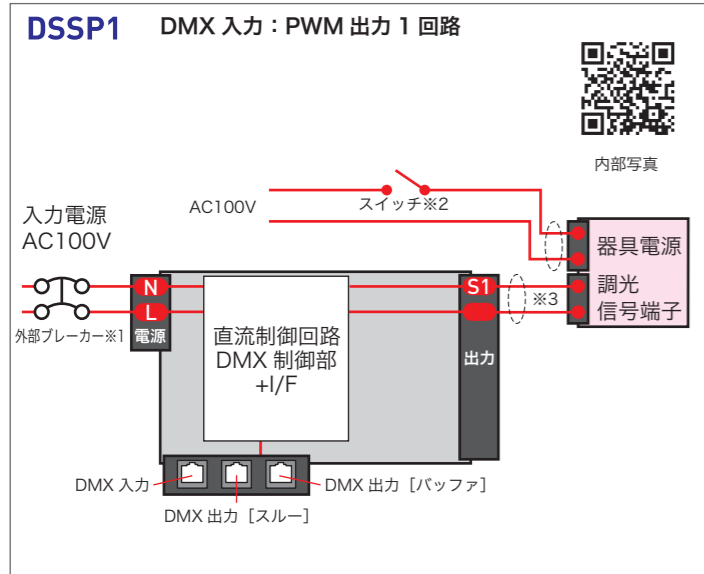 DSSP1
DMX 入力：PWM 出力 1 回路
内部写真
AC100V
スイッチ※2
入力電源
AC100V
器具電源
N
S1
※3
調光
L
信号端子
外部ブレーカー※1
電源
直流制御回路
DMX 制御部
+I/F
出力
DMX 入力
DMX 出力［バッファ］
DMX 出力［スルー］